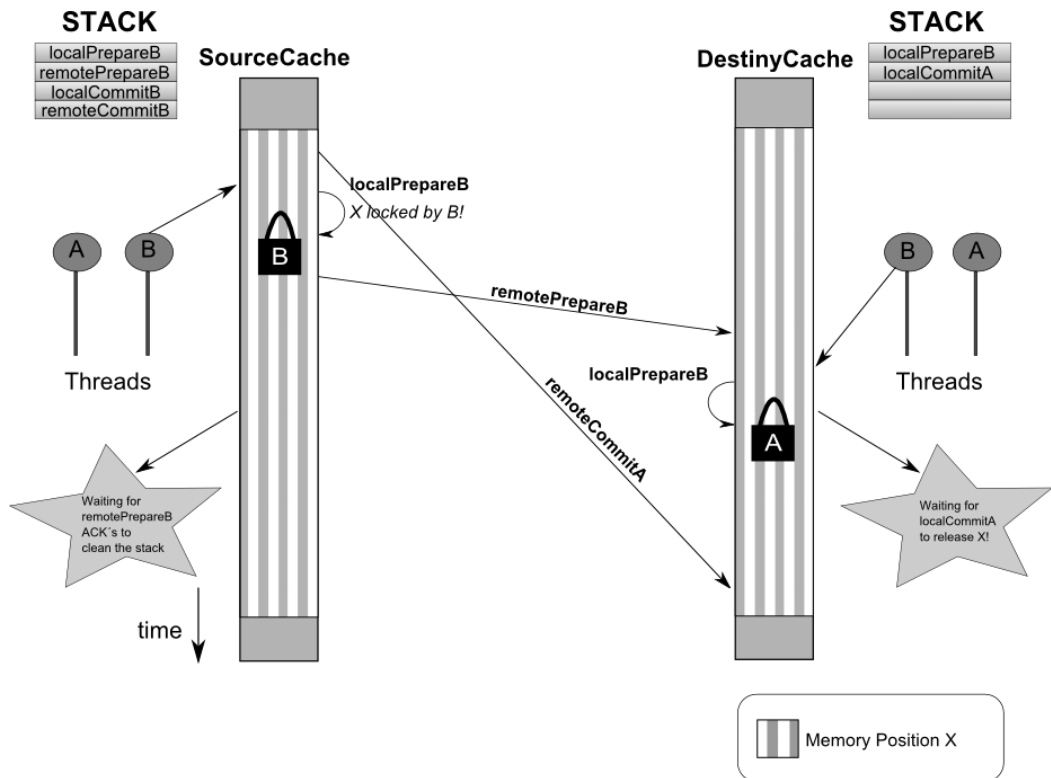 STACK
localPrepareB
remotePrepareB
localCommitB
remoteCommitB
SourceCache
DestinyCache
STACK
localPrepareB
localCommitA
localPrepareB
X locked by B!
B
A
B
Threads
remotePrepareB
remoteCommitA
localPrepareB
A
B
A
Threads
Waiting for
remotePrepareB
ACK´s to
clean the stack
Waiting for
localCommitA
to release X!
time
Memory Position X